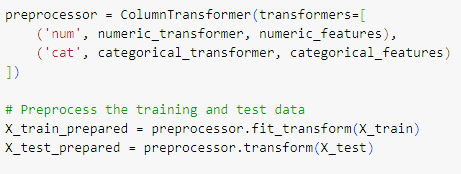 preprocessor = ColumnTransformer(transformers=[
    ('num', numeric_transformer, numeric_features),
    ('cat', categorical_transformer, categorical_features)
])

# Preprocess the training and test data
X_train_prepared = preprocessor.fit_transform(X_train)
X_test_prepared = preprocessor.transform(X_test)